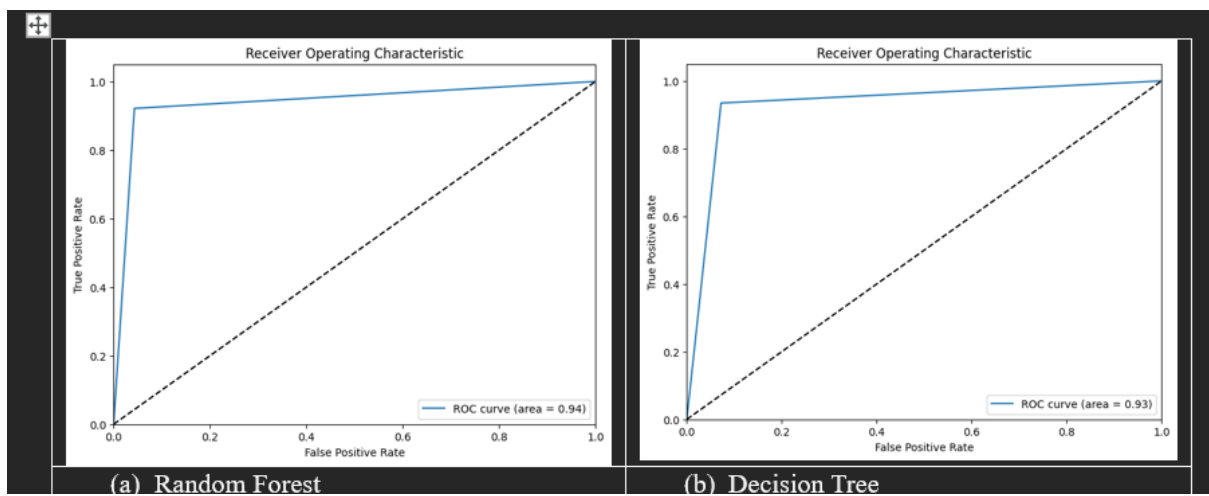 Receiver Operating Characteristic
1.0
0.8
0.6
0.4
0.2
0.0
True Positive Rate
0.0 0.2 0.4 0.6 0.8 1.0
False Positive Rate
ROC curve (area = 0.94)
(a) Random Forest
Receiver Operating Characteristic
1.0
0.8
0.6
0.4
0.2
0.0
True Positive Rate
0.0 0.2 0.4 0.6 0.8 1.0
False Positive Rate
ROC curve (area = 0.93)
(b) Decision Tree